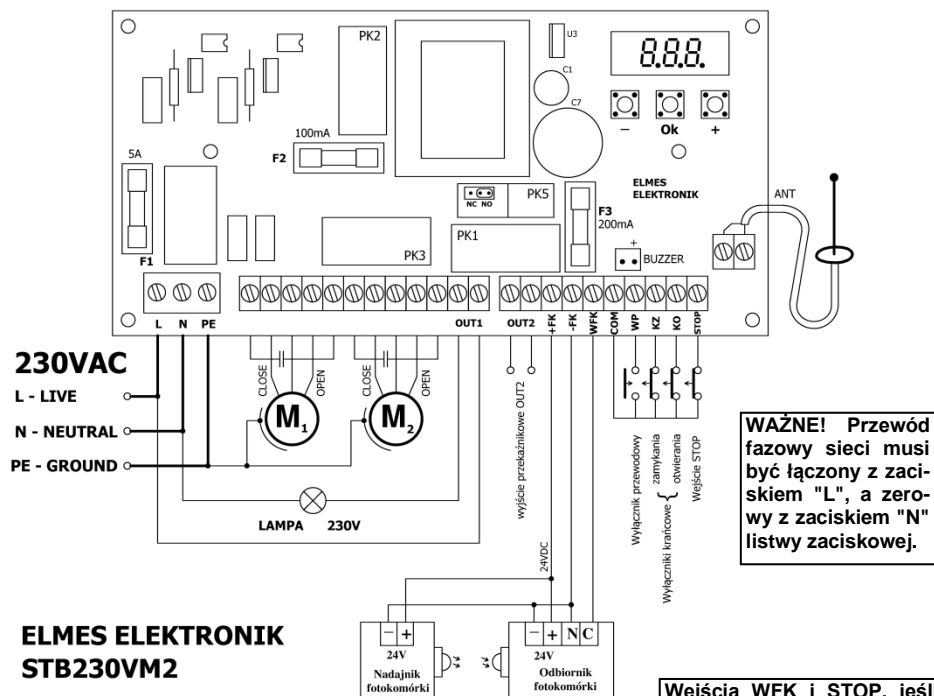 PK2
U3
8.8.8.
C1
C7
100mA
F2
– Ok +
5A
F1
ELMES
ELEKTRONIK
ANT
NC NO
PK5
F3
200mA
PK1
PK3
+
BUZZER
L N PE
OUT1
OUT2
+FK
-FK
WFK
COM
WP
KZ
KO
STOP
230VAC
L - LIVE
N - NEUTRAL
PE - GROUND
CLOSE
OPEN
M1
CLOSE
OPEN
M2
LAMPA 230V
wyjście przekaźnikowe OUT2
24VDC
Wyłącznik przewodowy
Wyłączniki krańcowe {
zamykania
otwierania
Wejście STOP
WAŻNE! Przewód
fazowy sieci musi
być łączony z zaci-
skiem "L", a zero-
wy z zaciskiem "N"
listwy zaciskowej.
ELMES ELEKTRONIK
STB230VM2
– +
24V
Nadajnik
fotokomórki
– + N C
24V
Odbiornik
fotokomórki
Wejścia WFK i STOP, jeśl